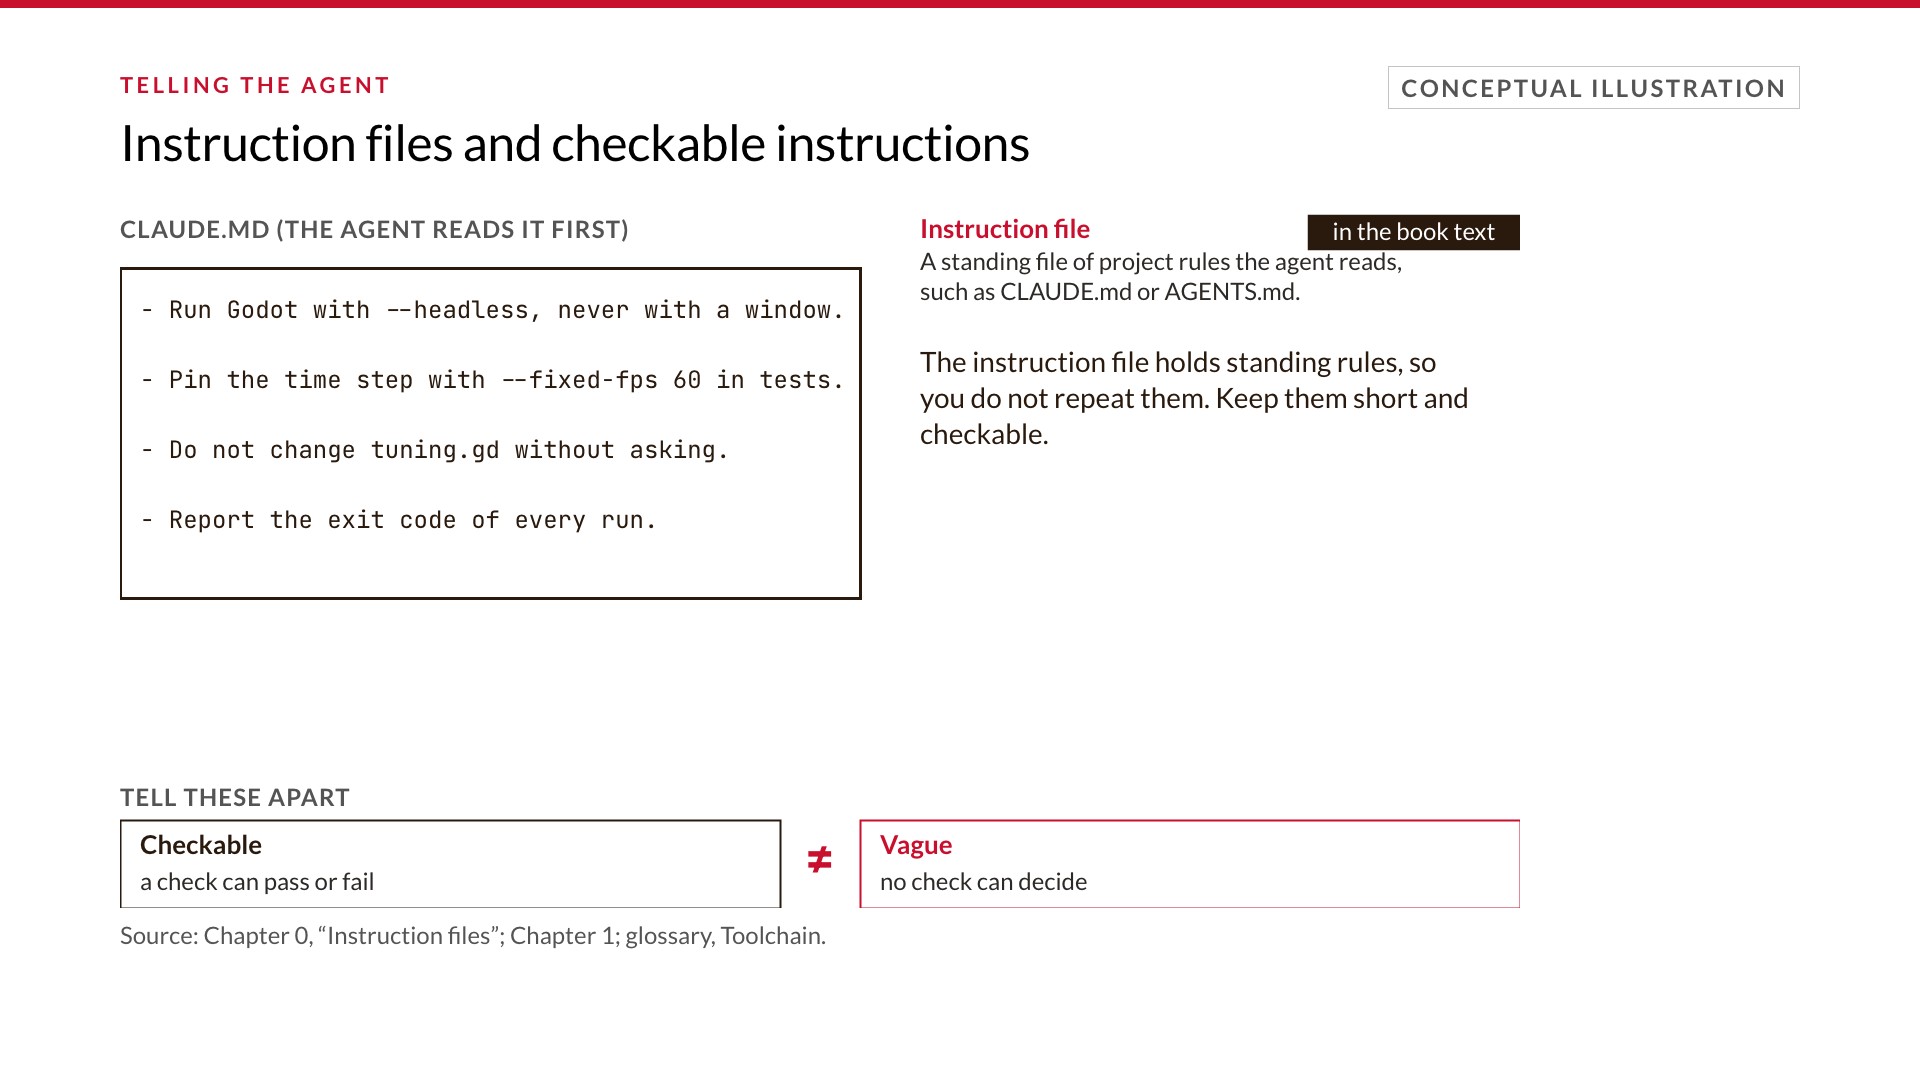 TELLING THE AGENT
CONCEPTUAL ILLUSTRATION
Instruction files and checkable instructions
CLAUDE.MD (THE AGENT READS IT FIRST)
- Run Godot with --headless, never with a window.
- Pin the time step with --fixed-fps 60 in tests.
- Do not change tuning.gd without asking.
- Report the exit code of every run.
Instruction file
in the book text
A standing file of project rules the agent reads,
such as CLAUDE.md or AGENTS.md.
The instruction file holds standing rules, so
you do not repeat them. Keep them short and
checkable.
TELL THESE APART
Checkable
a check can pass or fail
≠
Vague
no check can decide
Source: Chapter 0, “Instruction files”; Chapter 1; glossary, Toolchain.